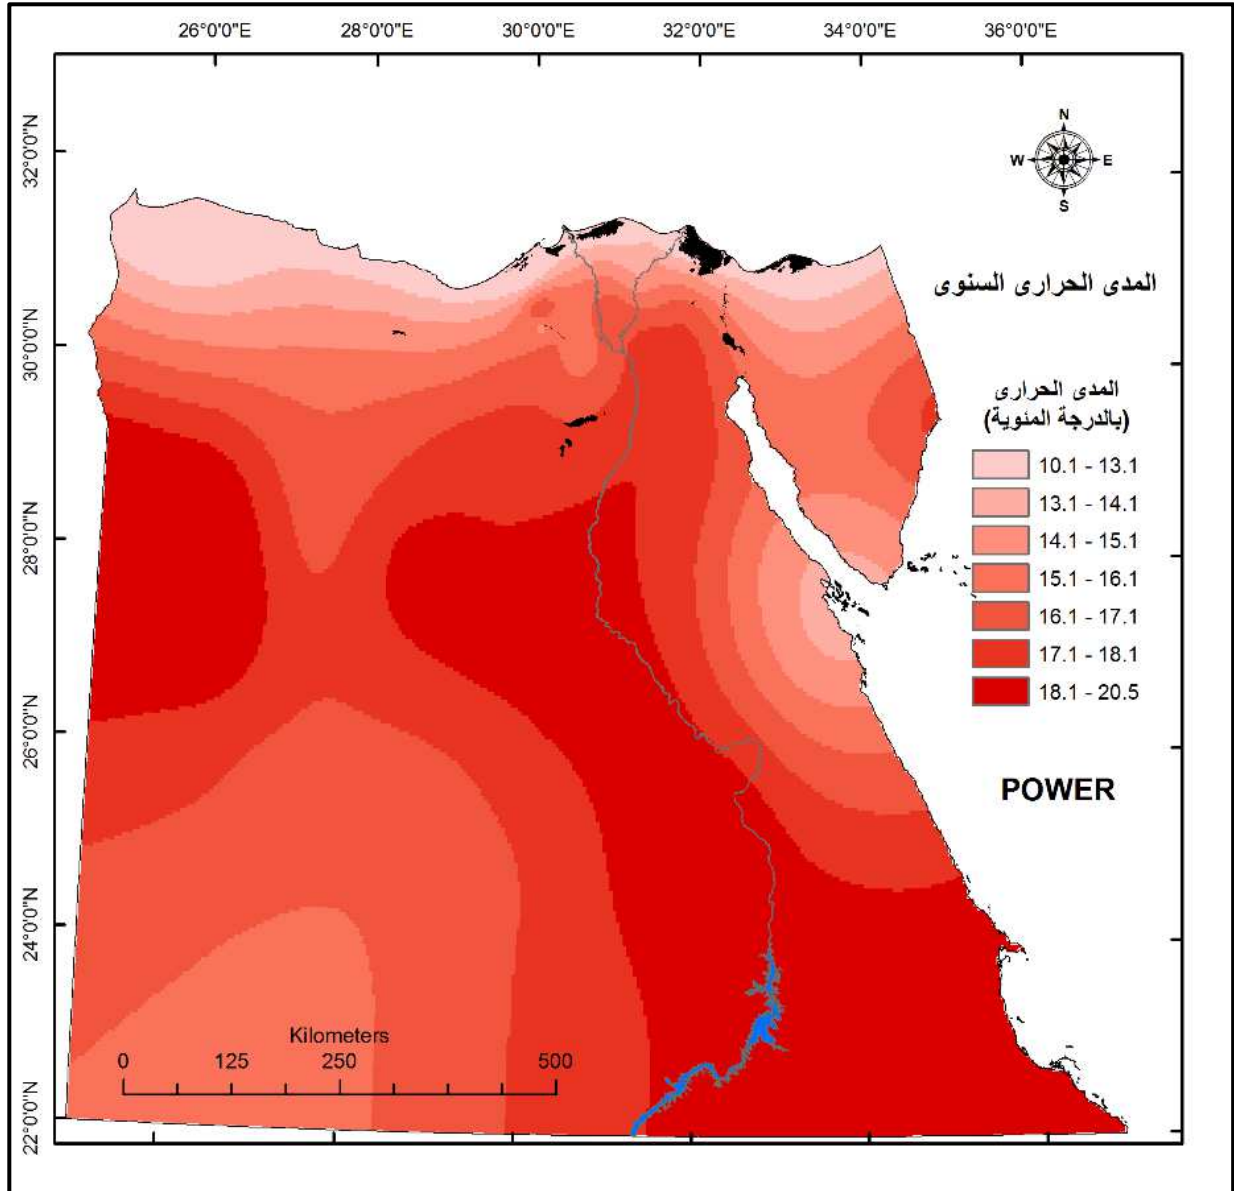 26°0'0"E 28°0'0"E 30°0'0"E 32°0'0"E 34°0'0"E 36°0'0"E
32°0'0"N
30°0'0"N
28°0'0"N
26°0'0"N
24°0'0"N
22°0'0"N
N
W E
S
المدى الحرارى السنوى
المدى الحرارى
(بالدرجة المئوية)
10.1 - 13.1
13.1 - 14.1
14.1 - 15.1
15.1 - 16.1
16.1 - 17.1
17.1 - 18.1
18.1 - 20.5
POWER
Kilometers
0 125 250 500